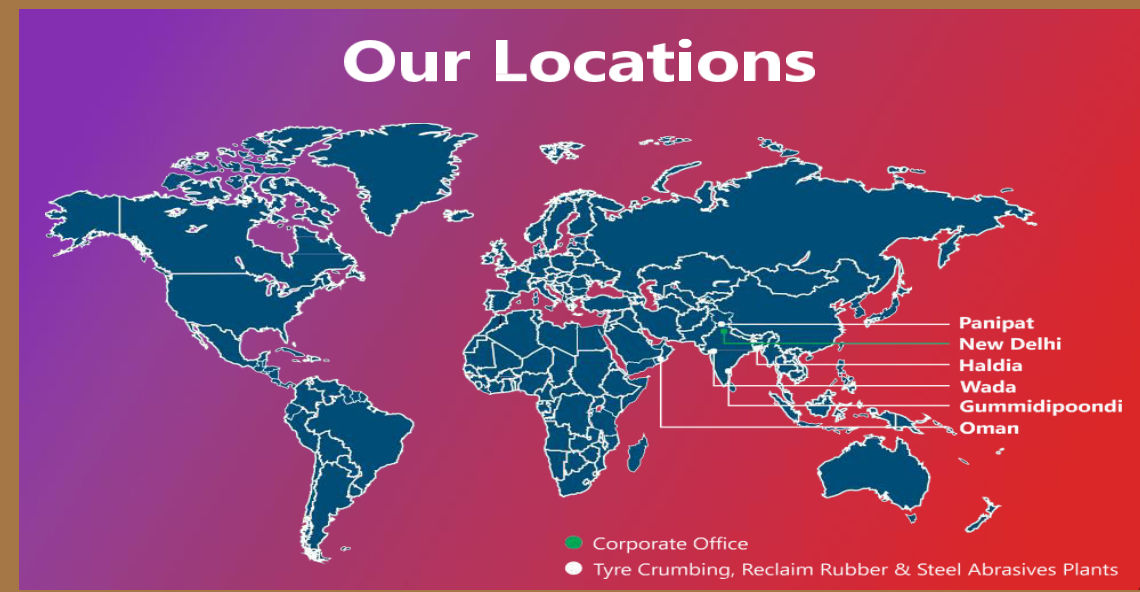 Our Locations
Panipat
New Delhi
Haldia
Wada
Gummidipoondi
Oman
Corporate Office
Tyre Crumbing, Reclaim Rubber & Steel Abrasives Plants